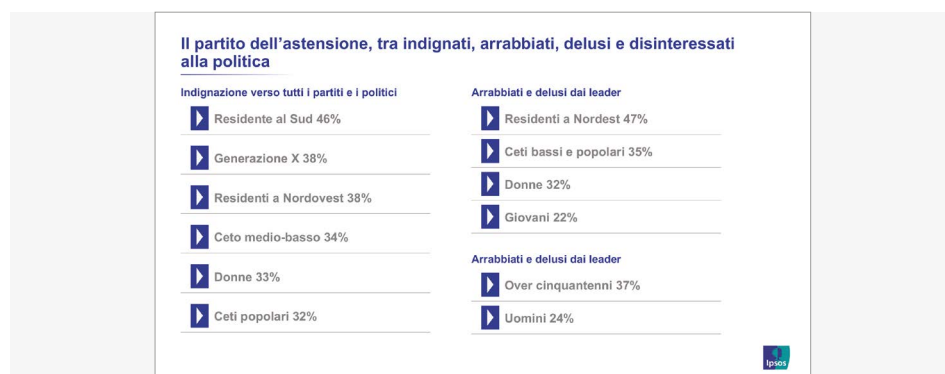 Il partito dell’astensione, tra indignati, arrabbiati, delusi e disinteressati
alla politica
Indignazione verso tutti i partiti e i politici
Residente al Sud 46%
Generazione X 38%
Residenti a Nordovest 38%
Ceto medio-basso 34%
Donne 33%
Ceti popolari 32%
Arrabbiati e delusi dai leader
Residenti a Nordest 47%
Ceti bassi e popolari 35%
Donne 32%
Giovani 22%
Arrabbiati e delusi dai leader
Over cinquantenni 37%
Uomini 24%
Ipsos